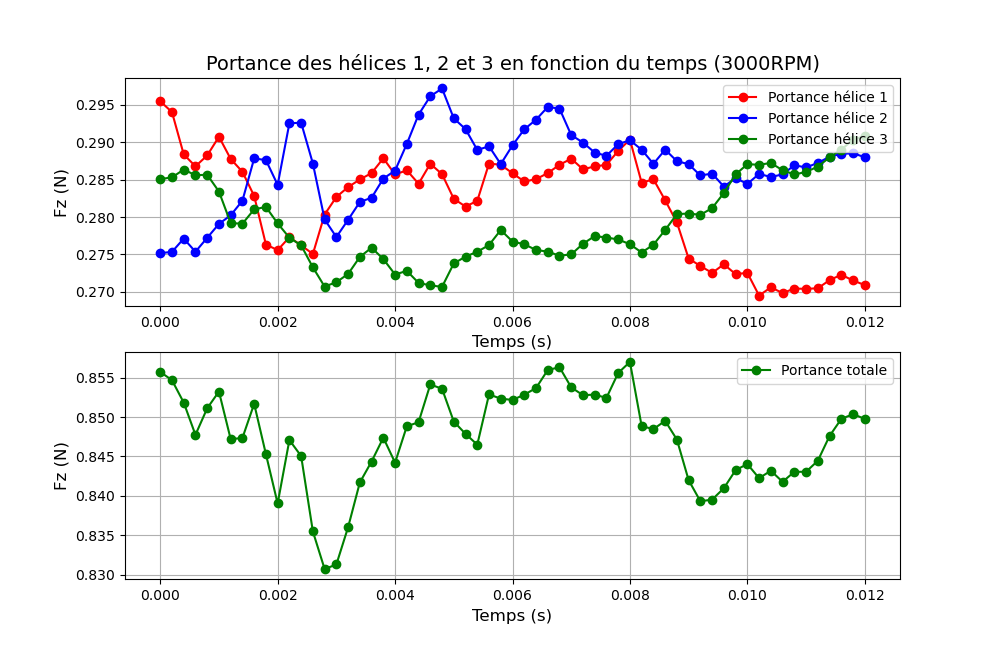 Portance des hélices 1, 2 et 3 en fonction du temps (3000RPM)
Fz (N)
0.295
0.290
0.285
0.280
0.275
0.270
Portance hélice 1
Portance hélice 2
Portance hélice 3
0.000 0.002 0.004 0.006 0.008 0.010 0.012
Temps (s)
Fz (N)
0.855
0.850
0.845
0.840
0.835
0.830
Portance totale
0.000 0.002 0.004 0.006 0.008 0.010 0.012
Temps (s)